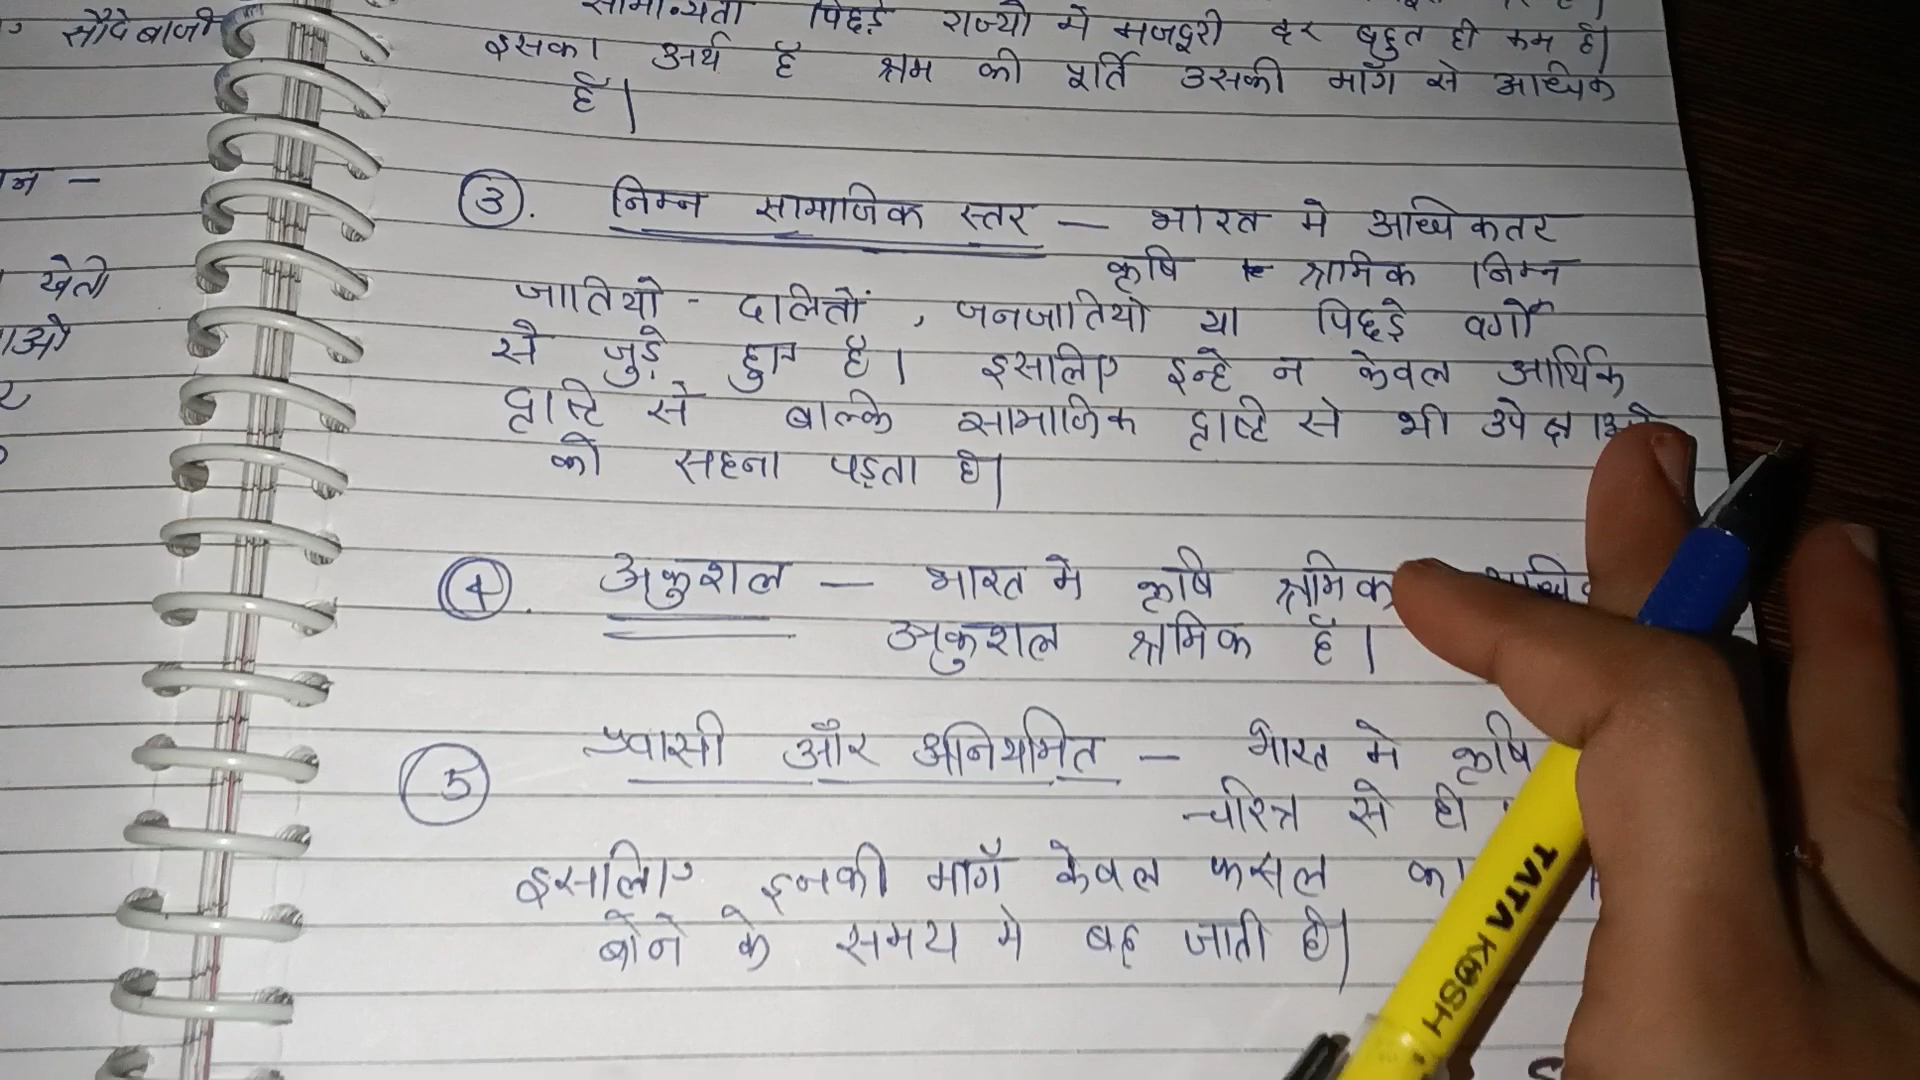 सौदेबाजी
न –
खेती
ाओ
सामान्यता पिछड़े राज्यो मे मजदूरी दर बहुत ही कम है।
इसका अर्थ है श्रम की पूर्ति उसकी माँग से अधिक
है।
③. निम्न सामाजिक स्तर – भारत मे अधिकतर
कृषि श्रमिक निम्न
जातियो - दलितों, जनजातियो या पिछड़े वर्गों
से जुड़े हुए है। इसलिए इन्हे न केवल आर्थिक
दृष्टि से बल्कि सामाजिक दृष्टि से भी उपेक्षाओ
को सहना पड़ता है।
④. अकुशल – भारत मे कृषि श्रमिक
अकुशल श्रमिक है।
⑤ प्रवासी और अनियमित – भारत मे कृषि
चरित्र से ही
इसलिए इनकी माँग केवल फसल का
बोने के समय मे बढ़ जाती है।
TATA K@SH